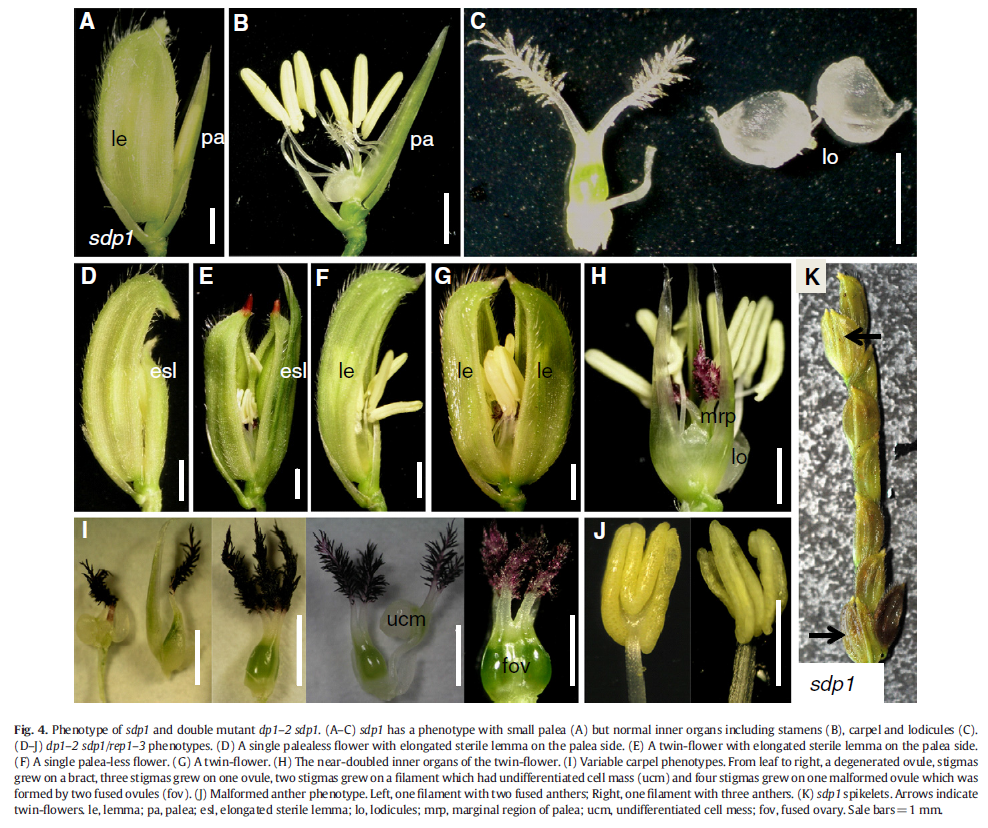 A
B
C
le
pa
pa
lo
sdp1
D
E
F
G
H
K
esl
esl
le
le
le
mrp
lo
I
J
ucm
fov
sdp1
Fig. 4. Phenotype of sdp1 and double mutant dp1–2 sdp1. (A–C) sdp1 has a phenotype with small palea (A) but normal inner organs including stamens (B), carpel and lodicules (C).
(D–J) dp1–2 sdp1/rep1–3 phenotypes. (D) A single palealess flower with elongated sterile lemma on the palea side. (E) A twin-flower with elongated sterile lemma on the palea side.
(F) A single palea-less flower. (G) A twin-flower. (H) The near-doubled inner organs of the twin-flower. (I) Variable carpel phenotypes. From leaf to right, a degenerated ovule, stigmas
grew on a bract, three stigmas grew on one ovule, two stigmas grew on a filament which had undifferentiated cell mass (ucm) and four stigmas grew on one malformed ovule which was
formed by two fused ovules (fov). (J) Malformed anther phenotype. Left, one filament with two fused anthers; Right, one filament with three anthers. (K) sdp1 spikelets. Arrows indicate
twin-flowers. le, lemma; pa, palea; esl, elongated sterile lemma; lo, lodicules; mrp, marginal region of palea; ucm, undifferentiated cell mess; fov, fused ovary. Sale bars=1 mm.